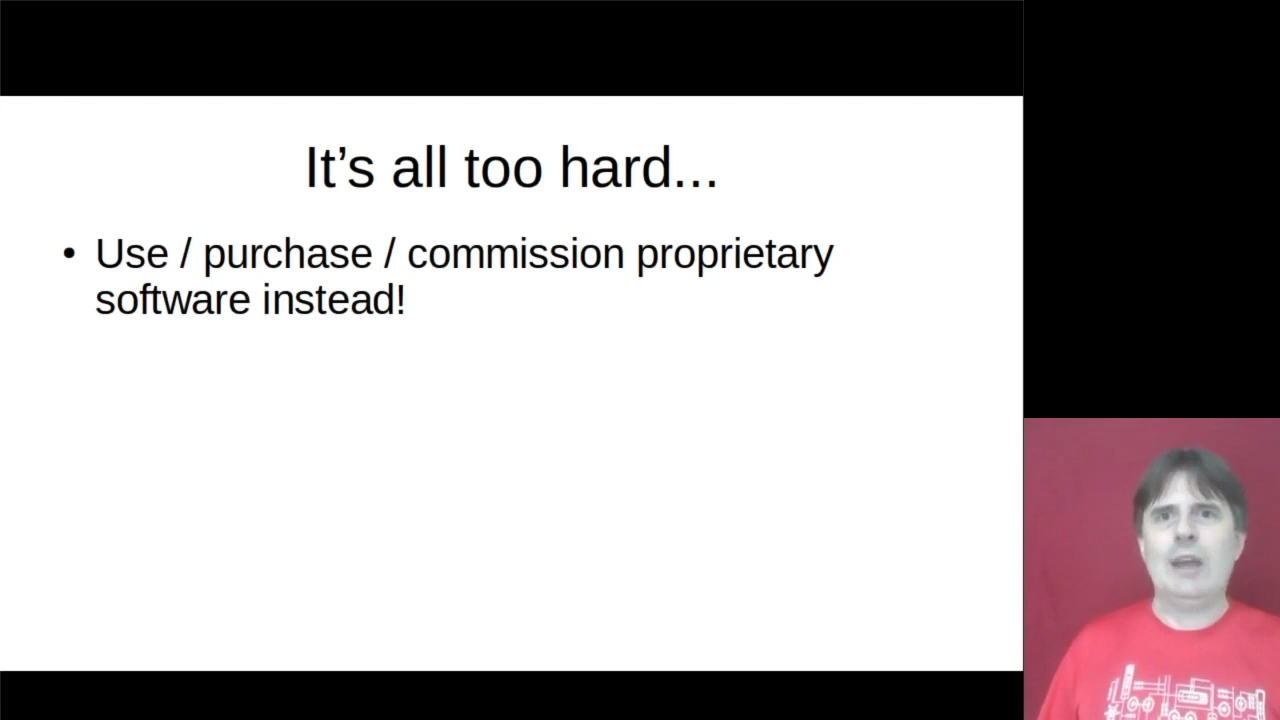 It’s all too hard...
• Use / purchase / commission proprietary
software instead!